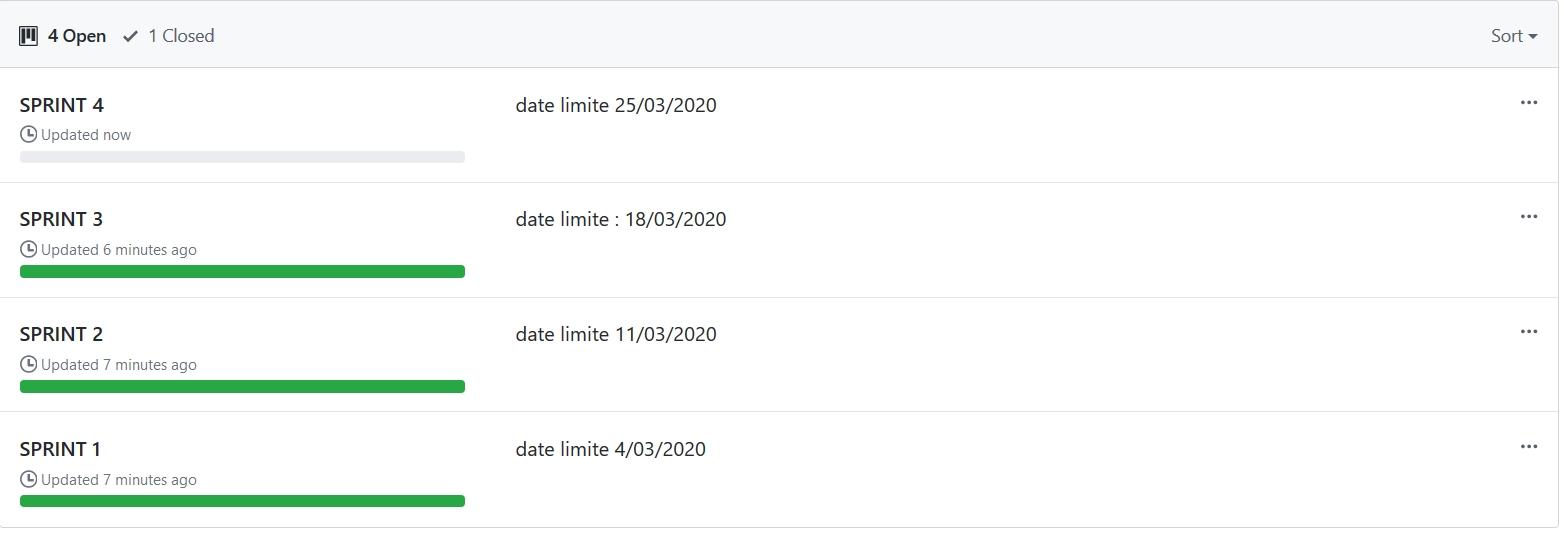 4 Open 1 Closed Sort
SPRINT 4 date limite 25/03/2020
Updated now
SPRINT 3 date limite : 18/03/2020
Updated 6 minutes ago
SPRINT 2 date limite 11/03/2020
Updated 7 minutes ago
SPRINT 1 date limite 4/03/2020
Updated 7 minutes ago